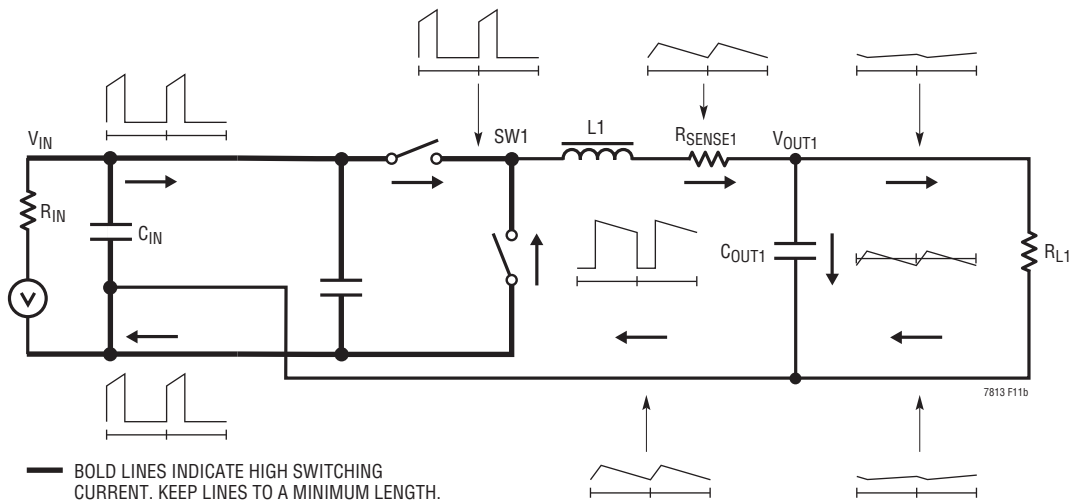 SW1
L1
RSENSE1
VIN
VOUT1
RIN
CIN
COUT1
RL1
V
7813 F11b
BOLD LINES INDICATE HIGH SWITCHING
CURRENT. KEEP LINES TO A MINIMUM LENGTH.